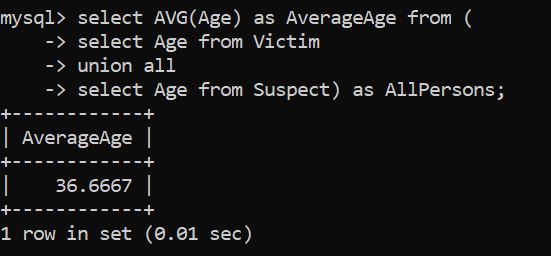 mysql> select AVG(Age) as AverageAge from (
    -> select Age from Victim
    -> union all
    -> select Age from Suspect) as AllPersons;
+------------+
| AverageAge |
+------------+
|    36.6667 |
+------------+
1 row in set (0.01 sec)